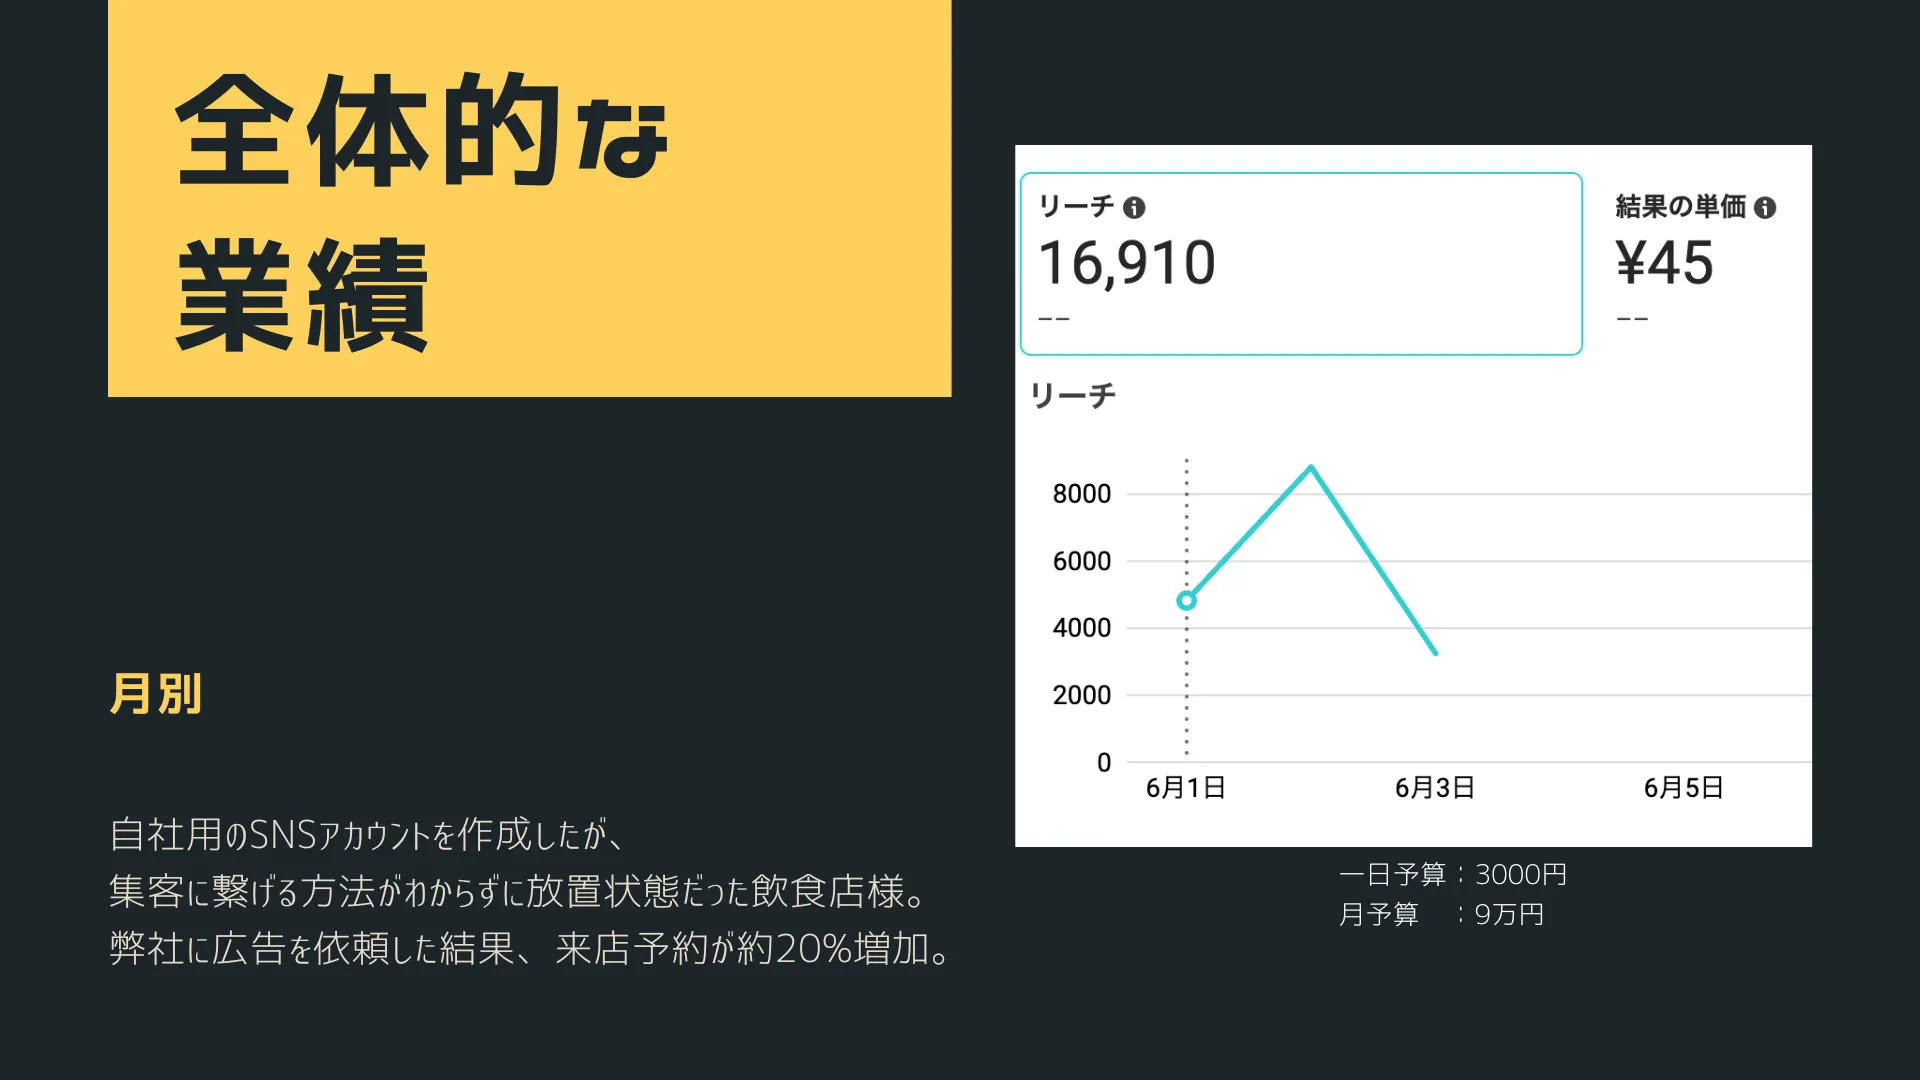 全体的な
業績
月別
自社用のSNSアカウントを作成したが、
集客に繋げる方法がわからずに放置状態だった飲食店様。
弊社に広告を依頼した結果、来店予約が約20%増加。
リーチ
16,910
--
結果の単価
¥45
--
リーチ
8000
6000
4000
2000
0
6月1日 6月3日 6月5日
一日予算：3000円
月予算　：9万円